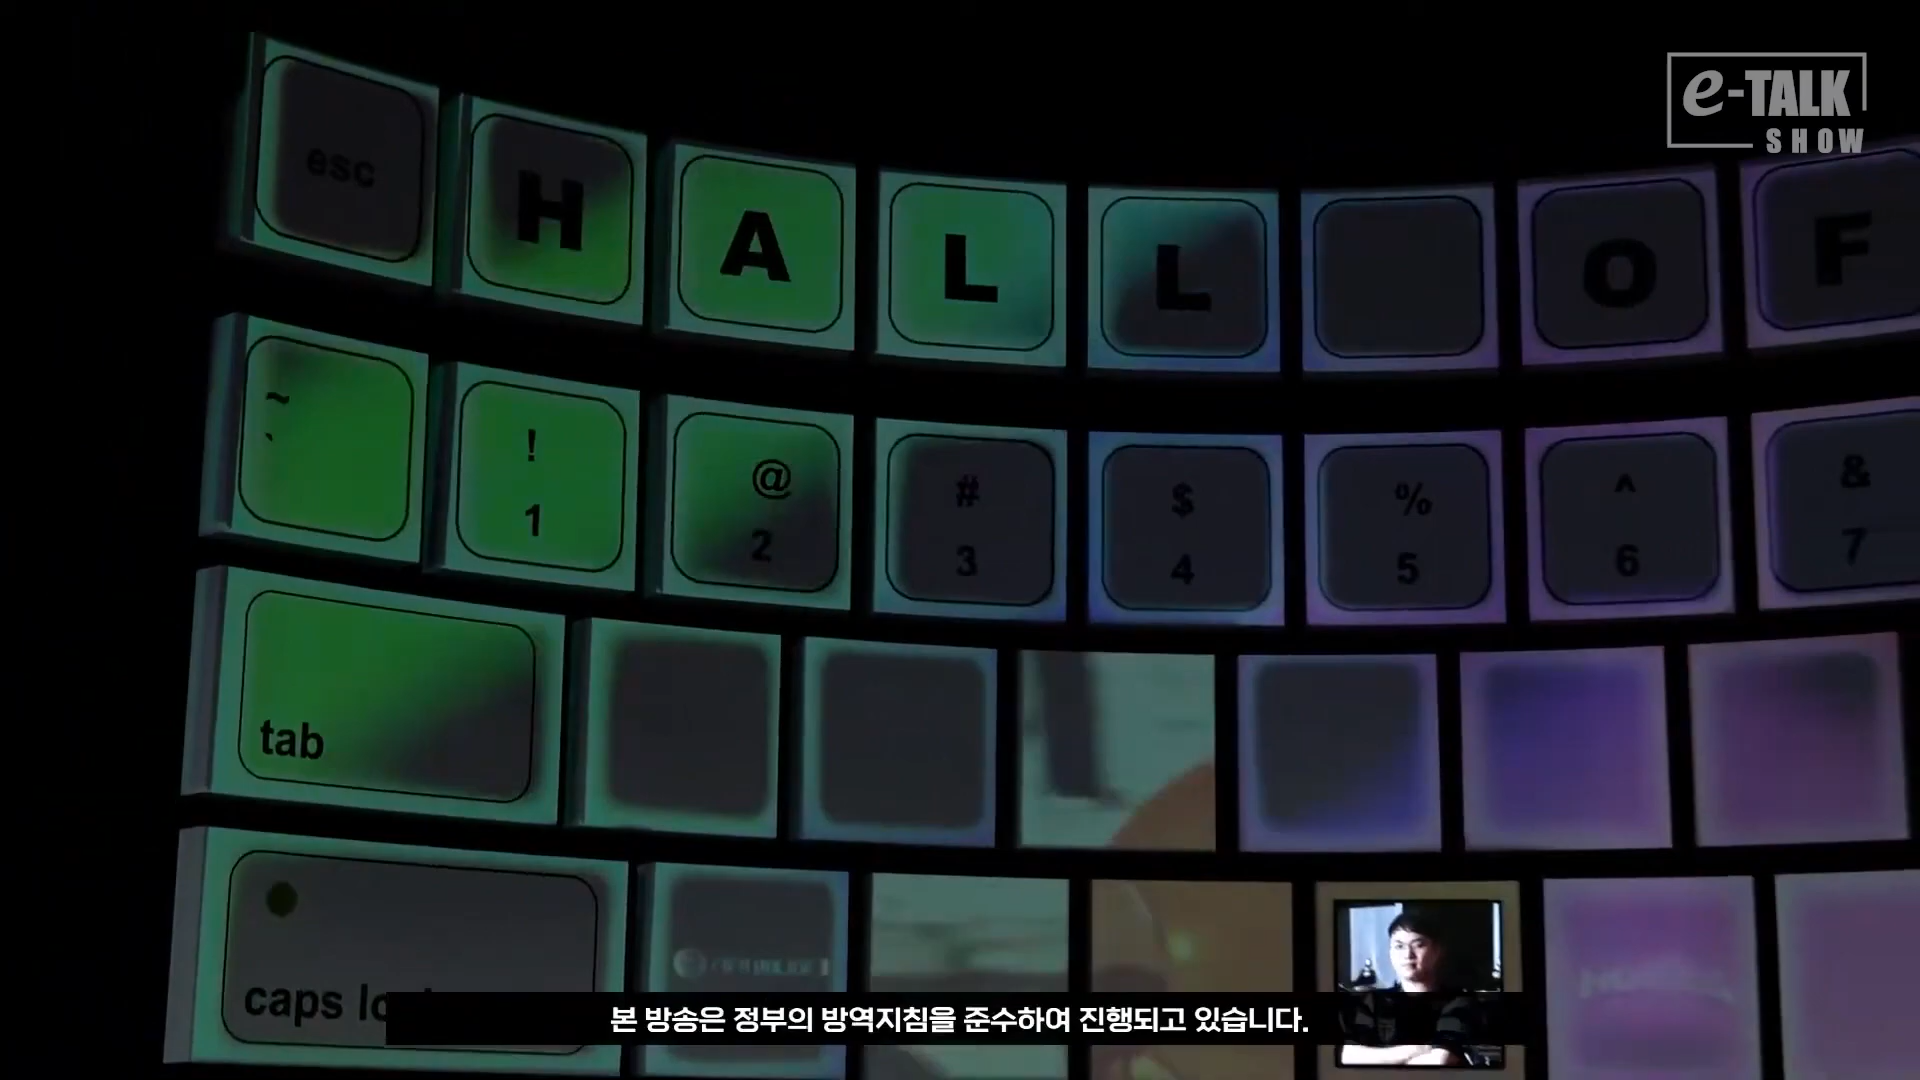 e-TALK
SHOW
esc H A L L O F
~ ! @ # $ % ^ &
` 1 2 3 4 5 6 7
tab
caps lo
본 방송은 정부의 방역지침을 준수하여 진행되고 있습니다.